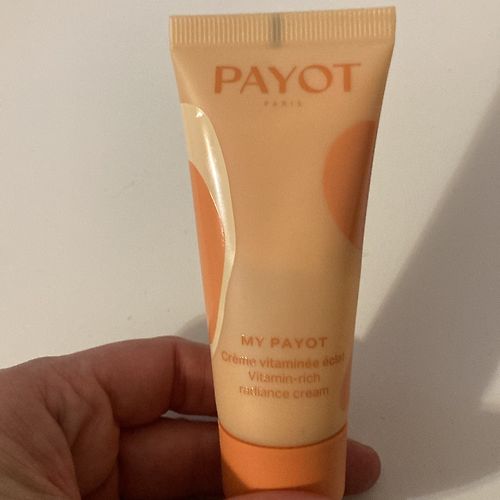 PAYOT
PARIS
MY PAYOT
Crème vitaminée éclat
Vitamin-rich
radiance cream